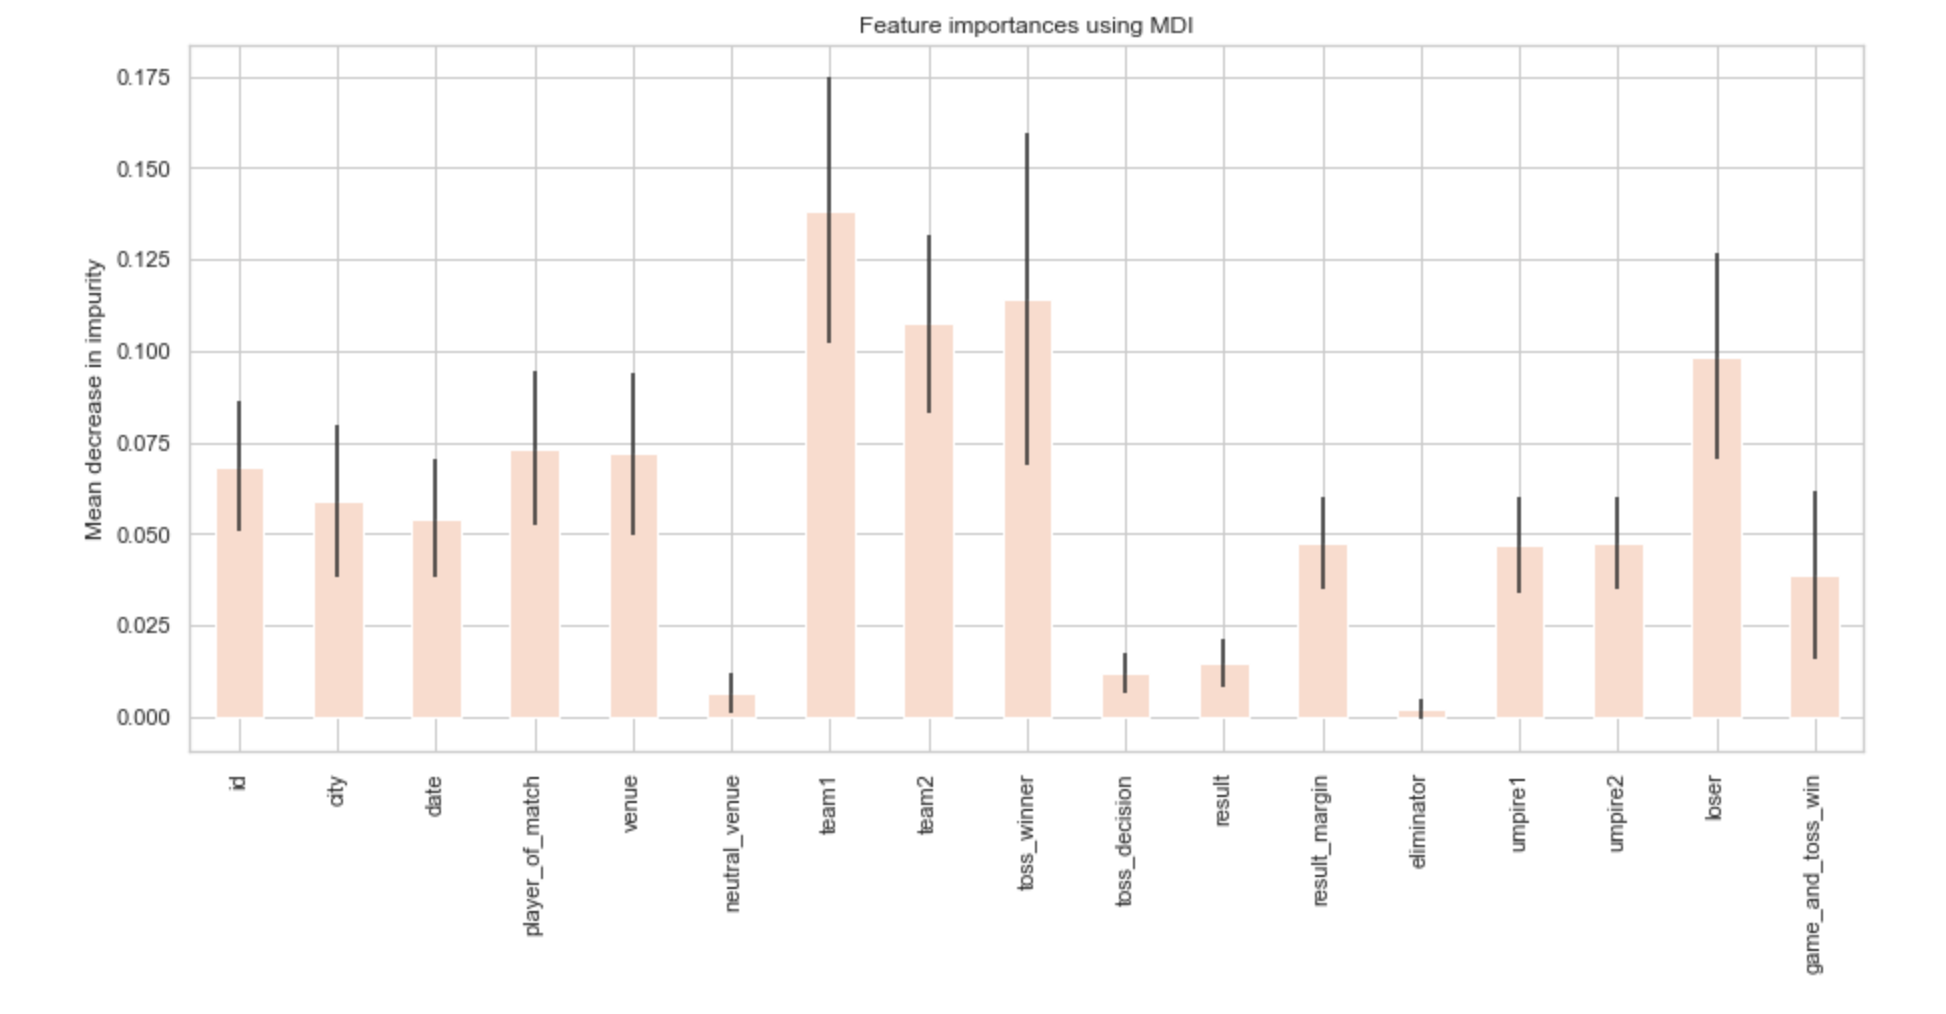 Feature importances using MDI
Mean decrease in impurity
0.175
0.150
0.125
0.100
0.075
0.050
0.025
0.000
id
city
date
player_of_match
venue
neutral_venue
team1
team2
toss_winner
toss_decision
result
result_margin
eliminator
umpire1
umpire2
loser
game_and_toss_win